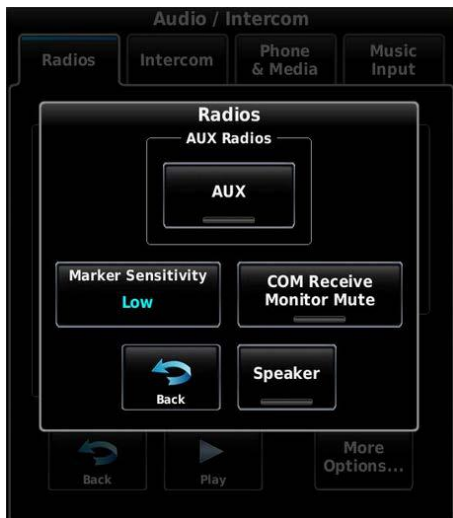 Audio / Intercom
Radios
Intercom
Phone
& Media
Music
Input
Radios
AUX Radios
AUX
Marker Sensitivity
Low
COM Receive
Monitor Mute
Back
Speaker
Back
Play
More
Options...